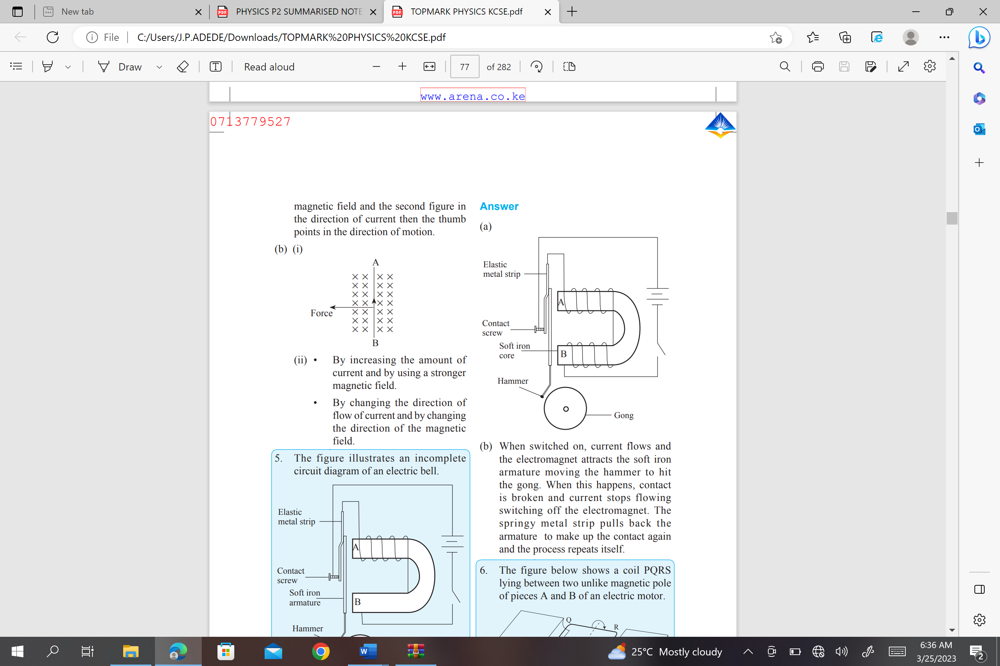 New tab
PHYSICS P2 SUMMARISED NOTE
TOPMARK PHYSICS KCSE.pdf
File
C:/Users/J.P.ADEDE/Downloads/TOPMARK%20PHYSICS%20KCSE.pdf
Draw
Read aloud
77
of 282
www.arena.co.ke
0713779527
magnetic field and the second figure in
the direction of current then the thumb
points in the direction of motion.
(b) (i)
A
Force
B
(ii) • By increasing the amount of
current and by using a stronger
magnetic field.
• By changing the direction of
flow of current and by changing
the direction of the magnetic
field.
5. The figure illustrates an incomplete
circuit diagram of an electric bell.
Elastic
metal strip
A
Contact
screw
Soft iron
armature
B
Hammer
Answer
(a)
Elastic
metal strip
A
Contact
screw
Soft iron
core
B
Hammer
Gong
(b) When switched on, current flows and
the electromagnet attracts the soft iron
armature moving the hammer to hit
the gong. When this happens, contact
is broken and current stops flowing
switching off the electromagnet. The
springy metal strip pulls back the
armature to make up the contact again
and the process repeats itself.
6. The figure below shows a coil PQRS
lying between two unlike magnetic pole
of pieces A and B of an electric motor.
Q
R
25°C Mostly cloudy
6:36 AM
3/25/2023
2